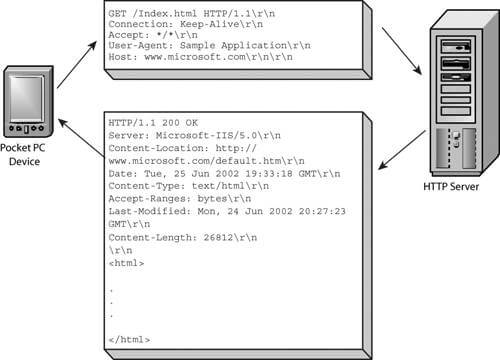 GET /Index.html HTTP/1.1\r\n
Connection: Keep-Alive\r\n
Accept: */*\r\n
User-Agent: Sample Application\r\n
Host: www.microsoft.com\r\n\r\n
Pocket PC
Device
HTTP Server
HTTP/1.1 200 OK
Server: Microsoft-IIS/5.0\r\n
Content-Location: http://
www.microsoft.com/default.htm\r\n
Date: Tue, 25 Jun 2002 19:33:18 GMT\r\n
Content-Type: text/html\r\n
Accept-Ranges: bytes\r\n
Last-Modified: Mon, 24 Jun 2002 20:27:23
GMT\r\n
Content-Length: 26812\r\n
\r\n
<html>
.
.
.
</html>